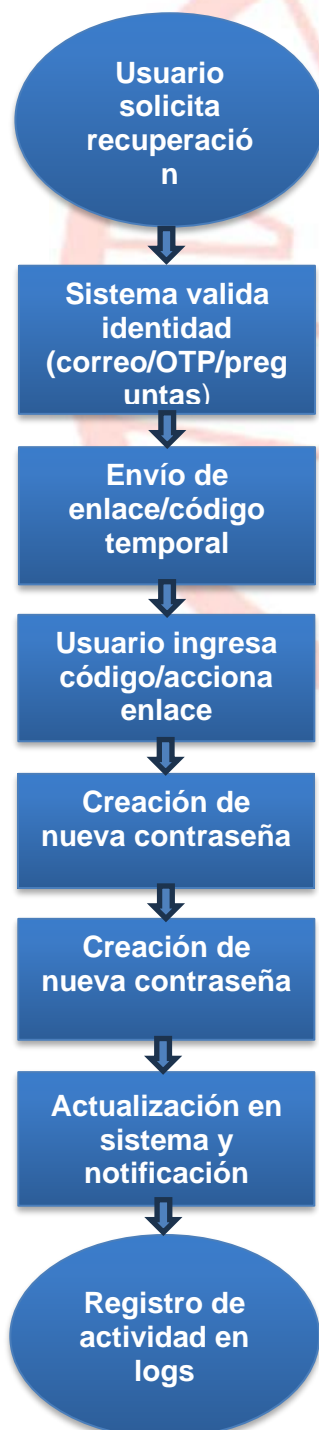 Usuario
solicita
recuperació
n
Sistema valida
identidad
(correo/OTP/preg
untas)
Envío de
enlace/código
temporal
Usuario ingresa
código/acciona
enlace
Creación de
nueva contraseña
Creación de
nueva contraseña
Actualización en
sistema y
notificación
Registro de
actividad en
logs